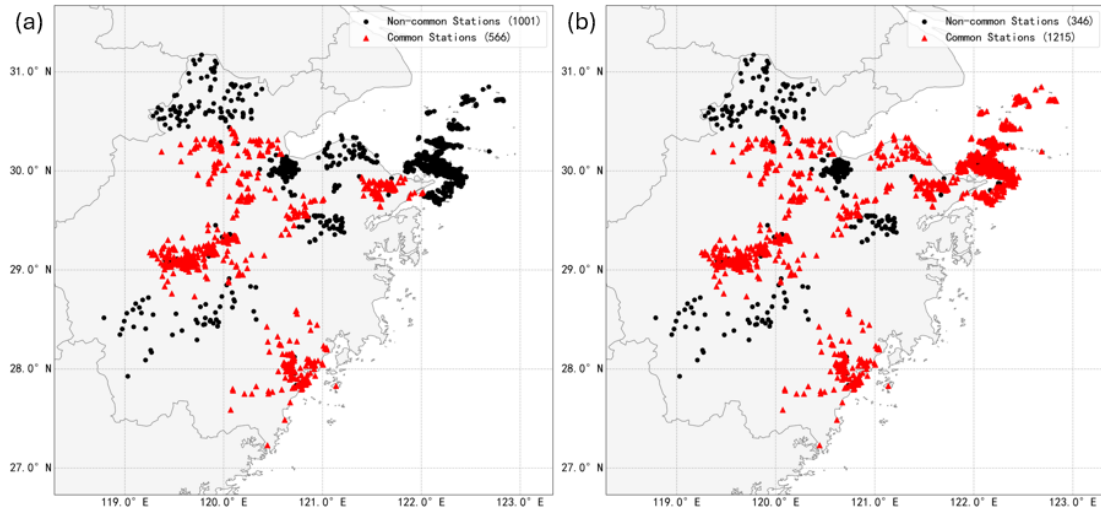 (a)
Non-common Stations (1001)
Common Stations (566)
31.0° N
30.0° N
29.0° N
28.0° N
27.0° N
119.0° E
120.0° E
121.0° E
122.0° E
123.0° E
(b)
Non-common Stations (346)
Common Stations (1215)
31.0° N
30.0° N
29.0° N
28.0° N
27.0° N
119.0° E
120.0° E
121.0° E
122.0° E
123.0° E